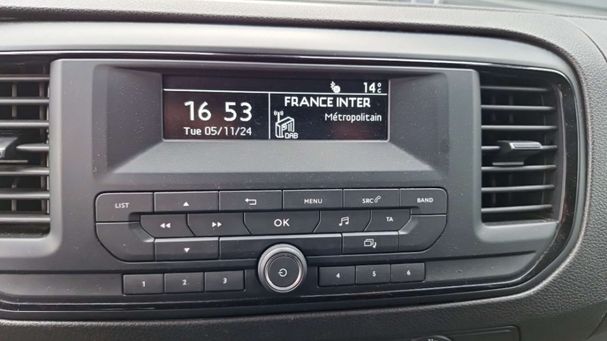 14°C
16 53
Tue 05/11/24
FRANCE INTER
Métropolitain
DAB
LIST
MENU
SRC
BAND
OK
TA
1 2 3
4 5 6